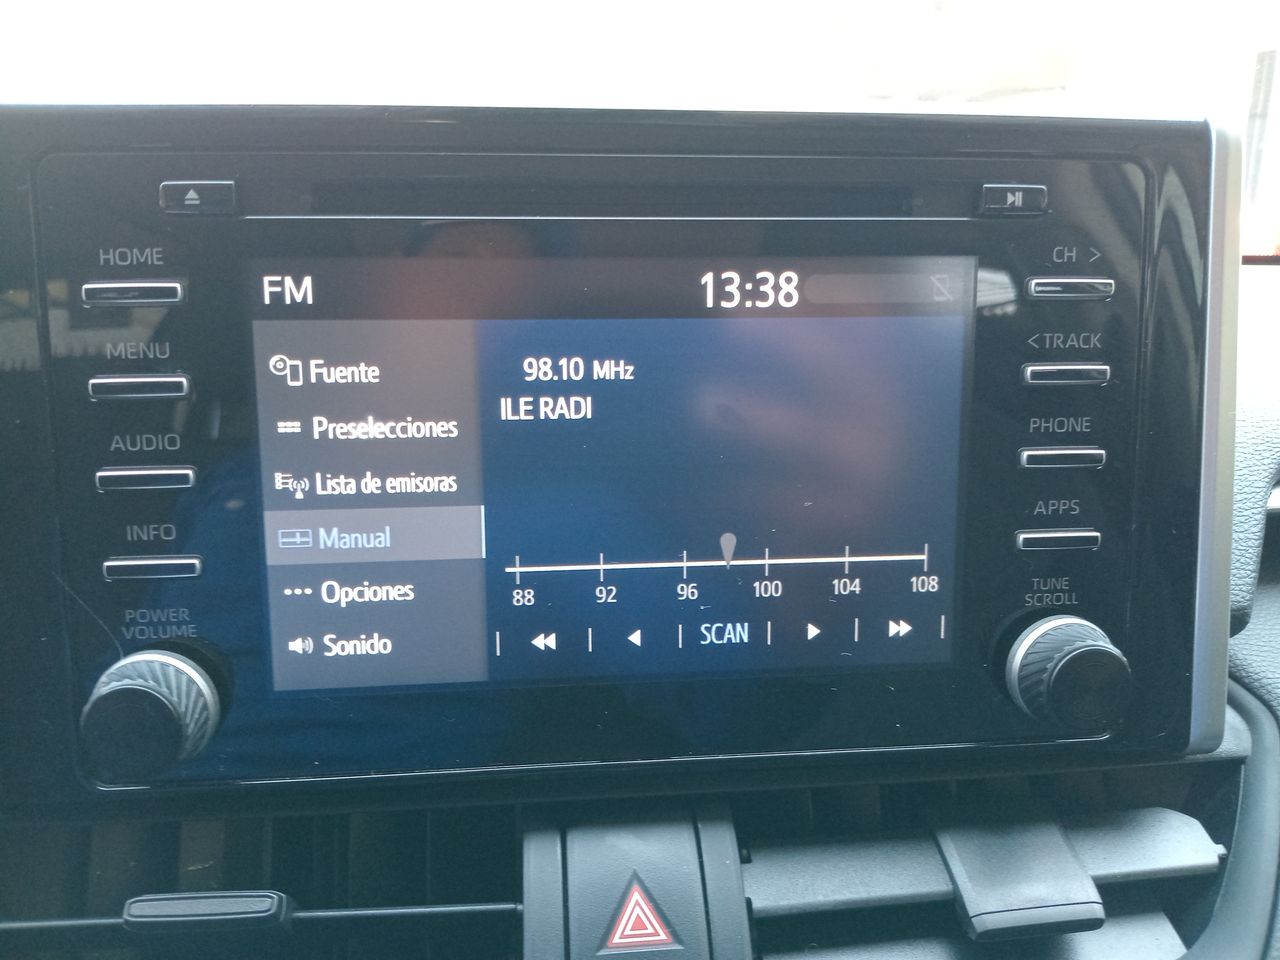 HOME
MENU
AUDIO
INFO
POWER
VOLUME
FM
13:38
Fuente
Preselecciones
Lista de emisoras
Manual
Opciones
Sonido
98.10 MHz
ILE RADI
88 92 96 100 104 108
SCAN
CH >
< TRACK
PHONE
APPS
TUNE
SCROLL